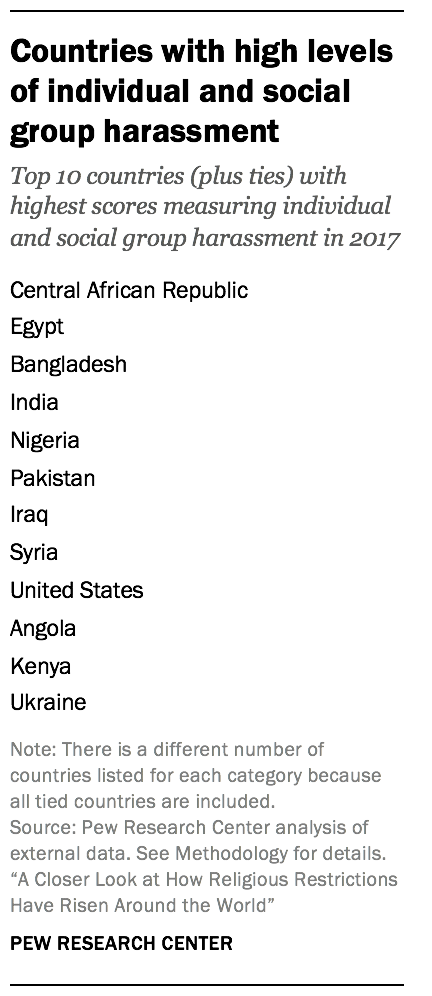 Countries with high levels
of individual and social
group harassment
Top 10 countries (plus ties) with
highest scores measuring individual
and social group harassment in 2017
Central African Republic
Egypt
Bangladesh
India
Nigeria
Pakistan
Iraq
Syria
United States
Angola
Kenya
Ukraine
Note: There is a different number of
countries listed for each category because
all tied countries are included.
Source: Pew Research Center analysis of
external data. See Methodology for details.
“A Closer Look at How Religious Restrictions
Have Risen Around the World”
PEW RESEARCH CENTER